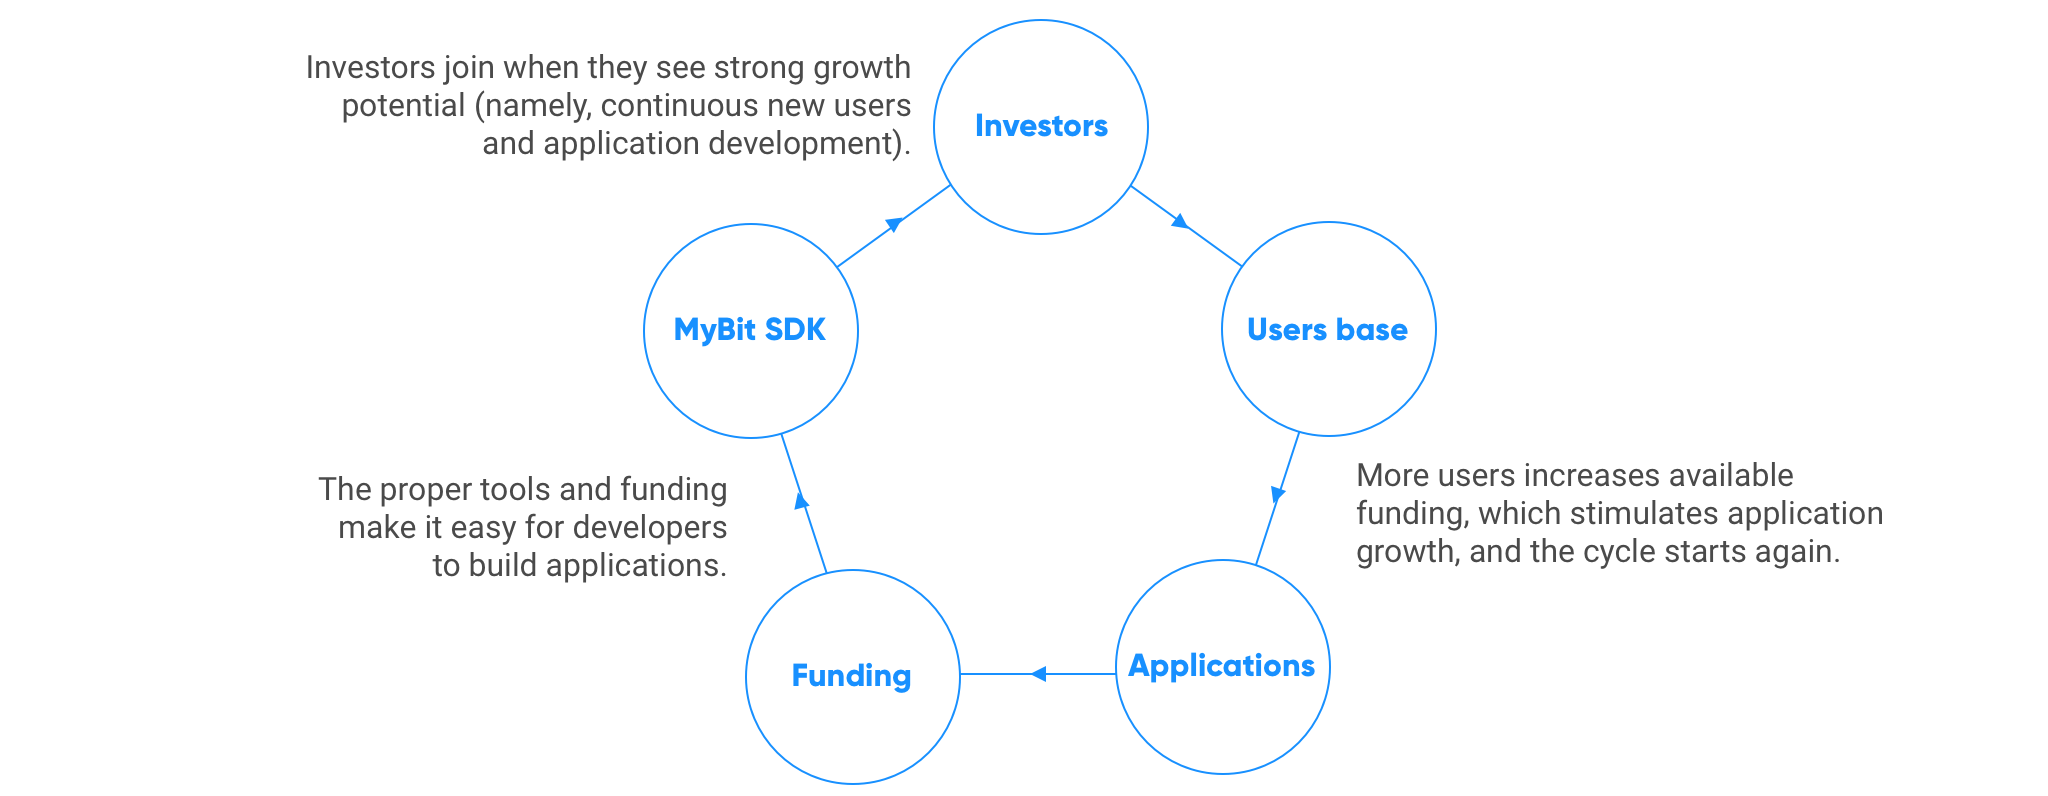 Investors join when they see strong growth
potential (namely, continuous new users
and application development).
Investors
MyBit SDK
Users base
The proper tools and funding
make it easy for developers
to build applications.
More users increases available
funding, which stimulates application
growth, and the cycle starts again.
Funding
Applications